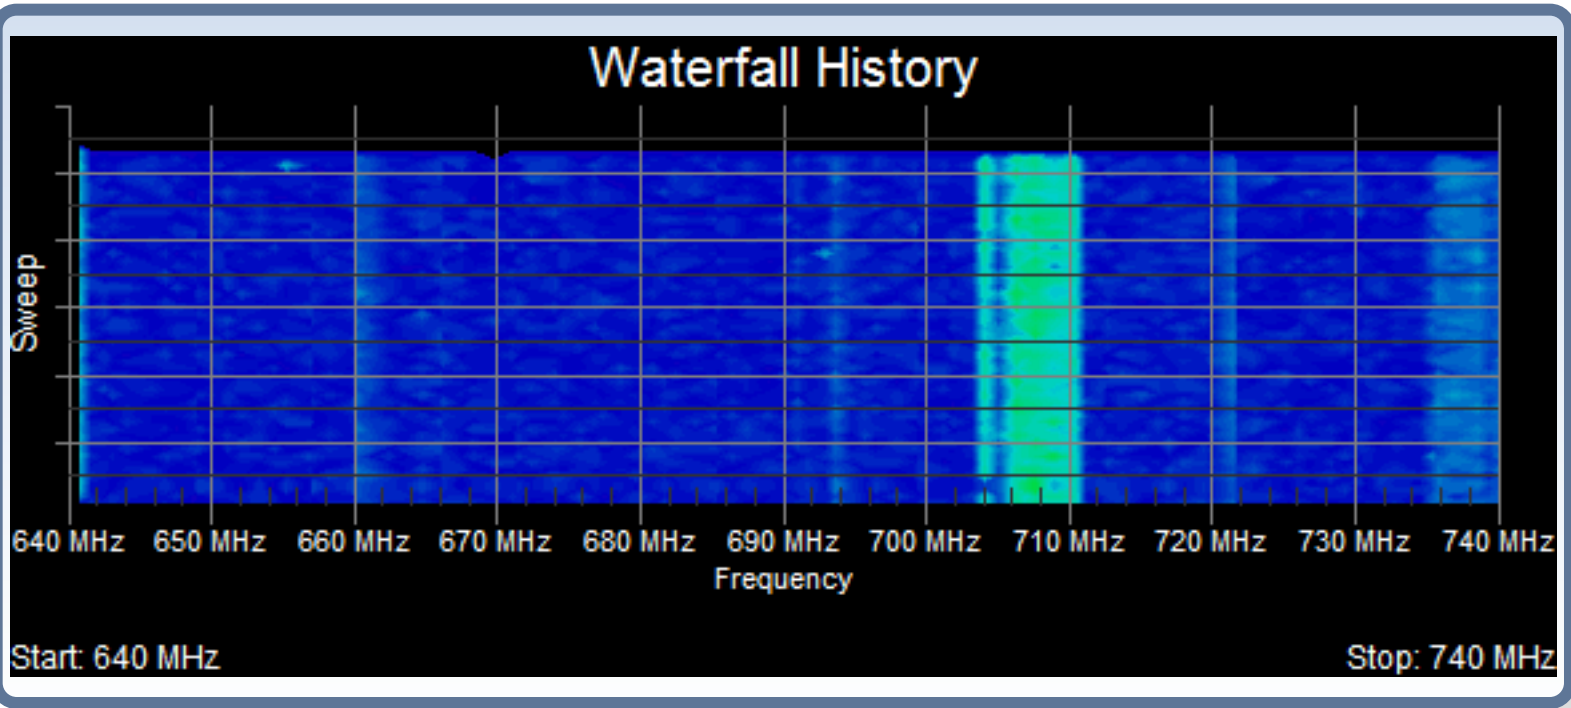 Waterfall History
Sweep
640 MHz 650 MHz 660 MHz 670 MHz 680 MHz 690 MHz 700 MHz 710 MHz 720 MHz 730 MHz 740 MHz
Frequency
Start: 640 MHz Stop: 740 MHz